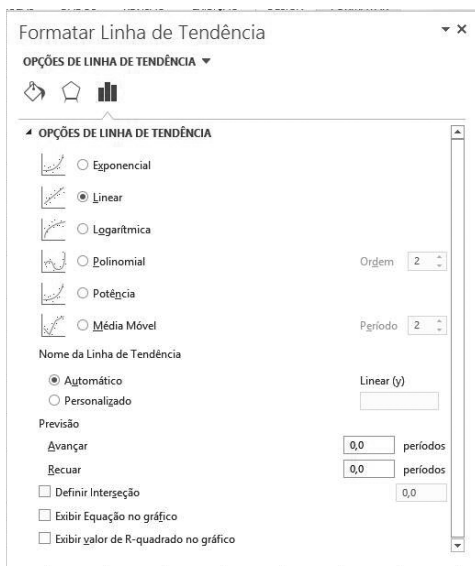 Formatar Linha de Tendência
OPÇÕES DE LINHA DE TENDÊNCIA
OPÇÕES DE LINHA DE TENDÊNCIA
Exponencial
Linear
Logarítmica
Polinomial Ordem 2
Potência
Média Móvel Período 2
Nome da Linha de Tendência
Automático Linear (y)
Personalizado
Previsão
Avançar 0,0 períodos
Recuar 0,0 períodos
Definir Interseção 0,0
Exibir Equação no gráfico
Exibir valor de R-quadrado no gráfico